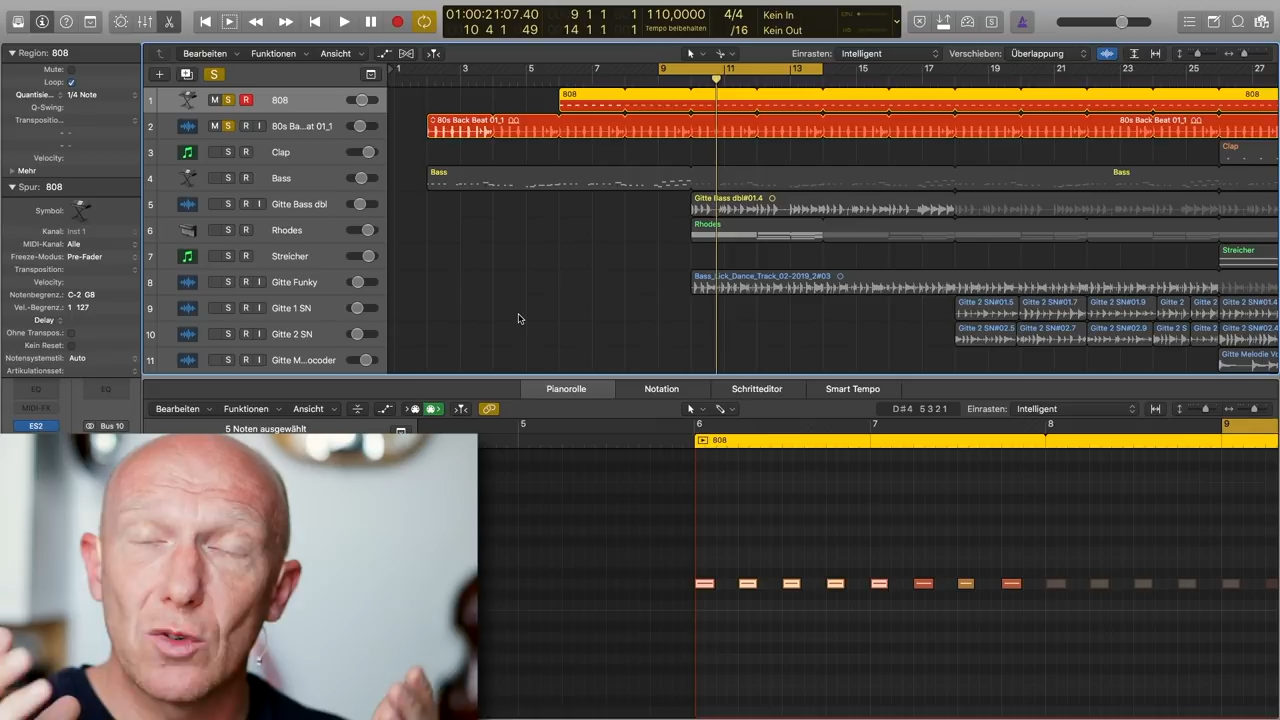 01:00:21:07.40
10 4 1 49
9 1 1 1
14 1 1 1
110,0000
Tempo beibehalten
4/4
/16
Kein In
Kein Out
Region: 808
Mute:
Loop:
Quantisie... 1/4 Note
Q-Swing:
Transpositio...
Velocity:
Mehr
Spur: 808
Symbol:
Kanal: Inst 1
MIDI-Kanal: Alle
Freeze-Modus: Pre-Fader
Transposition:
Velocity:
Notenbegrenz.: C-2 G8
Vel.-Begrenz.: 1 127
Delay
Ohne Transpos.:
Kein Reset:
Notensystemstil: Auto
Artikulationsset:
EQ EQ
MIDI-FX
ES2 Bus 10
Bearbeiten Funktionen Ansicht
Einrasten: Intelligent
Verschieben: Überlappung
S
1 3 5 7 9 11 13 15 17 19 21 23 25 27
1 M S R 808
808 808
2 M S R I 80s Ba...at 01_1
80s Back Beat 01_1 80s Back Beat 01_1
3 S R Clap
Clap
4 S R Bass
Bass Bass
5 S R I Gitte Bass dbl
Gitte Bass dbl#01.4
6 S R Rhodes
Rhodes
7 S R Streicher
Streicher
8 S R I Gitte Funky
Bass_Lick_Dance_Track_02-2019_2#03
9 S R I Gitte 1 SN
Gitte 2 SN#01.5 Gitte 2 SN#01.7 Gitte 2 SN#01.9 Gitte 2 Gitte 2 Gitte 2 SN#01.4
10 S R I Gitte 2 SN
Gitte 2 SN#02.5 Gitte 2 SN#02.7 Gitte 2 SN#02.9 Gitte 2 S Gitte 2 Gitte 2 SN#02.4
11 S R I Gitte M...ocoder
Gitte Melodie Vo
Pianorolle Notation Schritteditor Smart Tempo
Bearbeiten Funktionen Ansicht
D#4 5 3 2 1
Einrasten: Intelligent
5 Noten ausgewählt
5 6 7 8 9
808